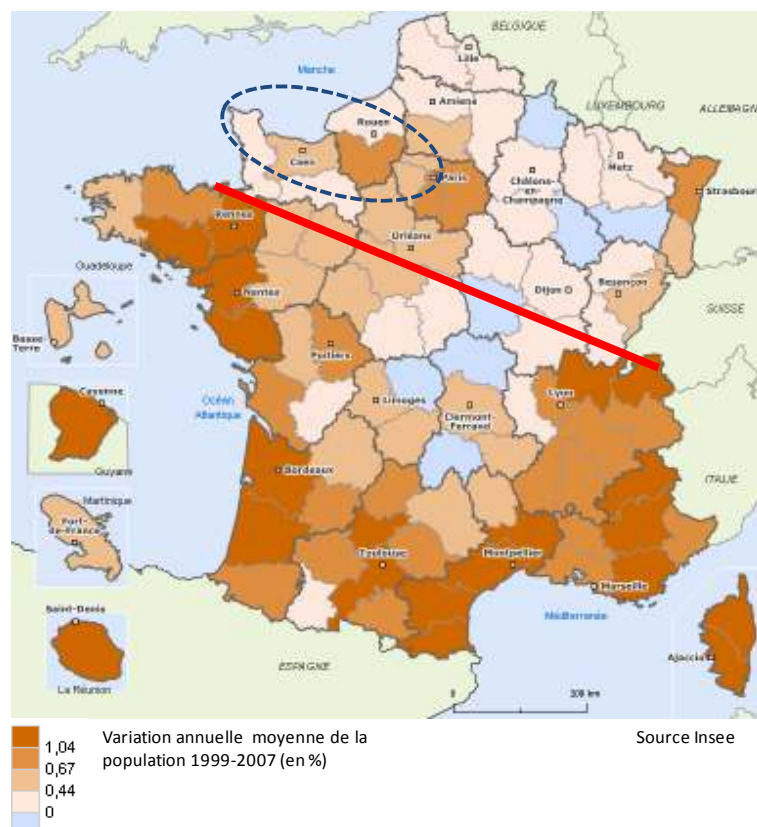 BELGIQUE
Lille
Manche
Amiens
LUXEMBOURG
ALLEMAGNE
Rouen
Caen
Metz
Paris
Châlons-
en-
Champagne
Strasbourg
Rennes
Orléans
Guadeloupe
Dijon
Besançon
Nantes
SUISSE
Basse
Terre
Poitiers
Cayenne
Océan
Atlantique
Limoges
Lyon
Clermont-
Ferrand
Guyane
Bordeaux
ITALIE
Martinique
Fort-
de-France
Toulouse
Montpellier
Marseille
Saint-Denis
Méditerranée
Ajaccio
ESPAGNE
La Réunion
0 200 km
1,04
0,67
0,44
0
Variation annuelle moyenne de la
population 1999-2007 (en %)
Source Insee